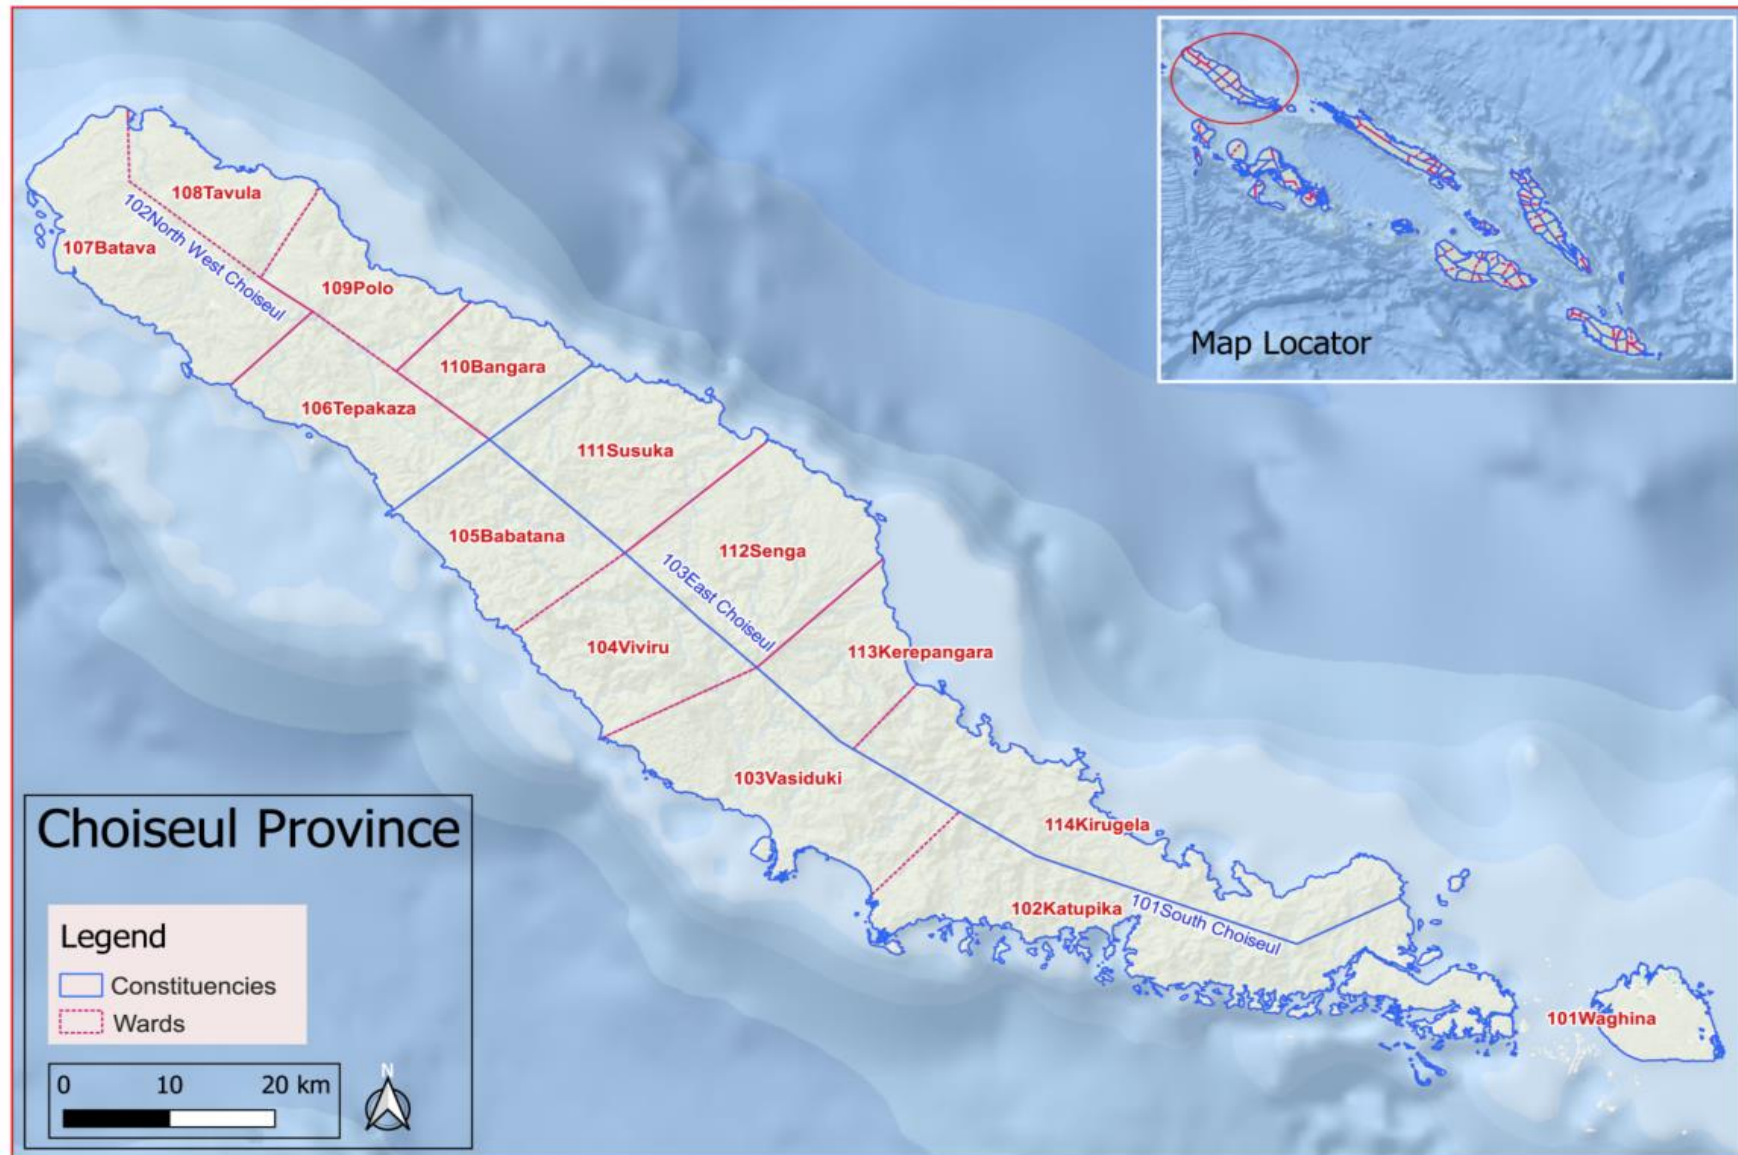 Map Locator
108Tavula
102North West Choiseul
107Batava
109Polo
110Bangara
106Tepakaza
111Susuka
105Babatana
112Senga
103East Choiseul
104Viviru
113Kerepangara
103Vasiduki
114Kirugela
102Katupika
101South Choiseul
101Waghina
Choiseul Province
Legend
Constituencies
Wards
0 10 20 km
N